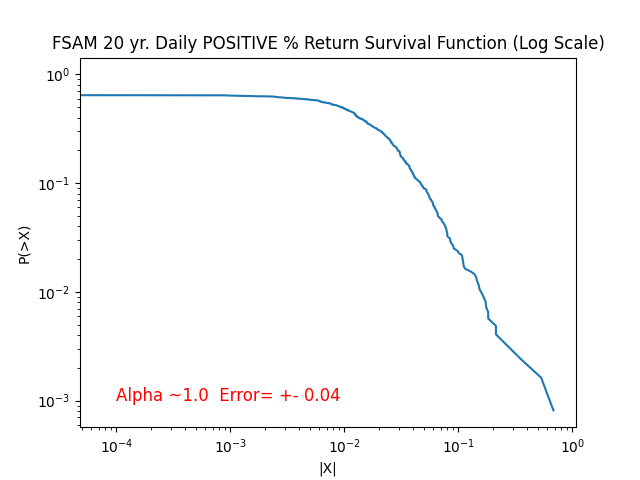 FSAM 20 yr. Daily POSITIVE % Return Survival Function (Log Scale)
10⁰
10⁻¹
10⁻²
10⁻³
P(>X)
Alpha ~1.0  Error= +- 0.04
10⁻⁴ 10⁻³ 10⁻² 10⁻¹ 10⁰
|X|